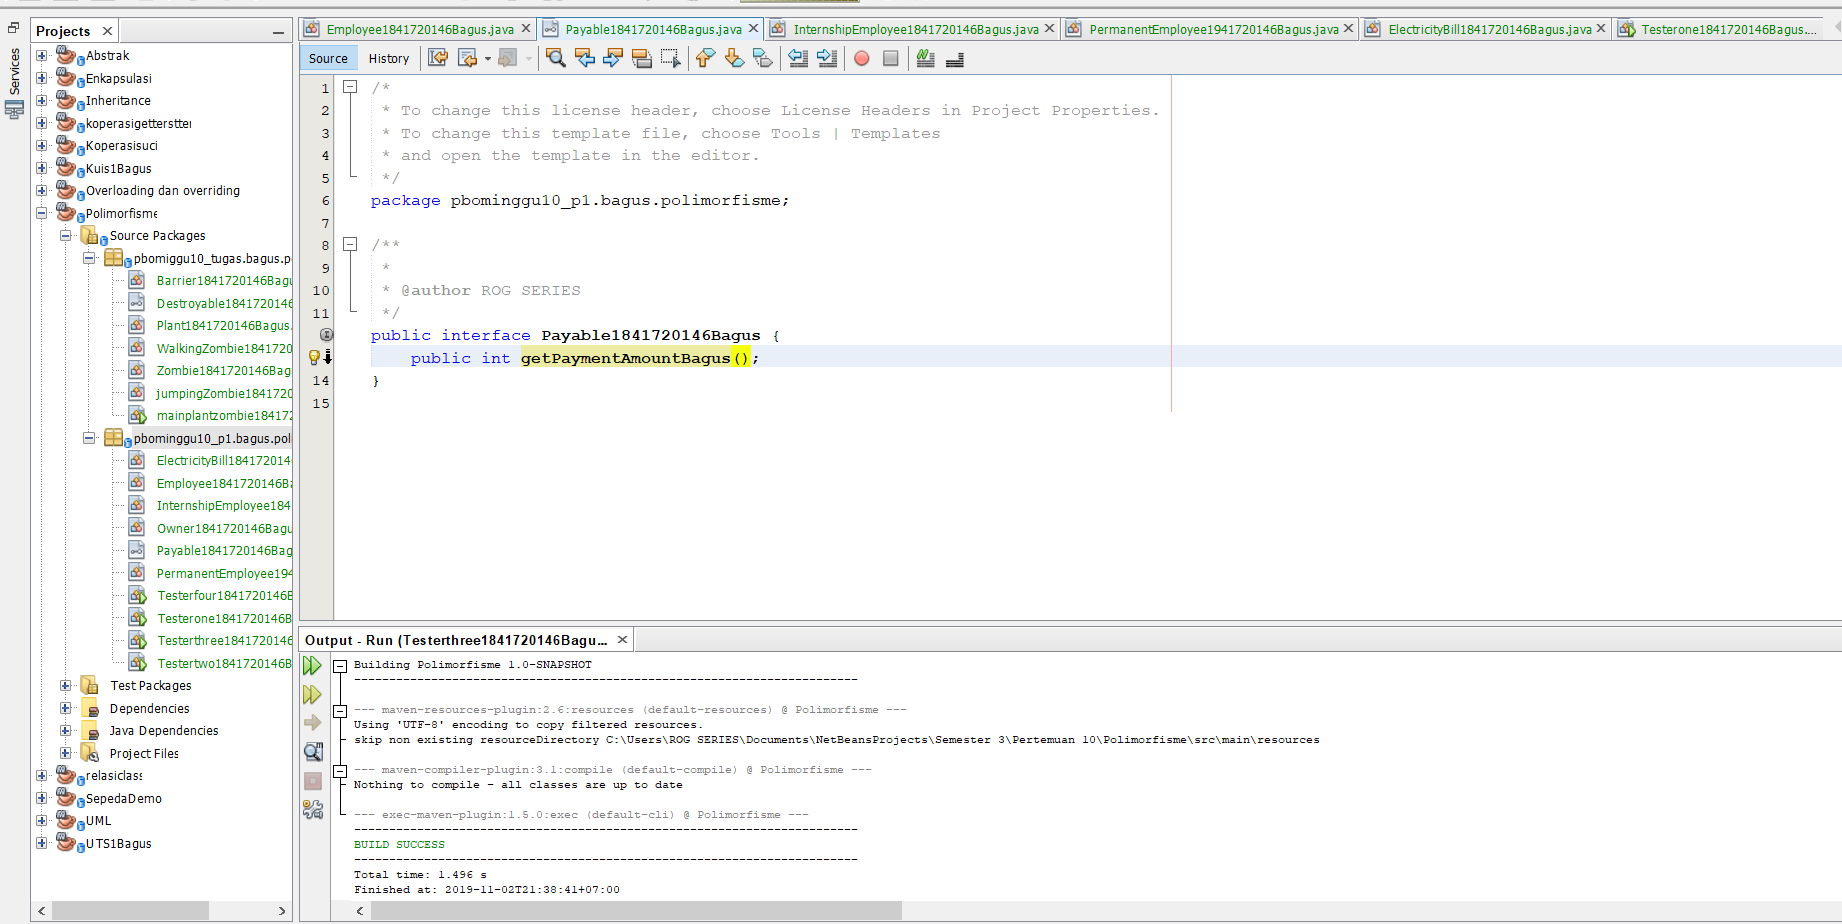 Services
Projects
Abstrak
Enkapsulasi
Inheritance
koperasigetterstter
Koperasisuci
Kuis1Bagus
Overloading dan overriding
Polimorfisme
Source Packages
pbomiggu10_tugas.bagus.p
Barrier1841720146Bagu
Destroyable1841720146
Plant1841720146Bagus.
WalkingZombie1841720
Zombie1841720146Bagu
jumpingZombie1841720
mainplantzombie184172
pbominggu10_p1.bagus.poli
ElectricityBill184172014
Employee1841720146Ba
InternshipEmployee184
Owner1841720146Bagu
Payable1841720146Bag
PermanentEmployee194
Testerfour1841720146B
Testerone1841720146B
Testerthree1841720146
Testertwo1841720146B
Test Packages
Dependencies
Java Dependencies
Project Files
relasiclass
SepedaDemo
UML
UTS1Bagus
Employee1841720146Bagus.java
Payable1841720146Bagus.java
InternshipEmployee1841720146Bagus.java
PermanentEmployee1941720146Bagus.java
ElectricityBill1841720146Bagus.java
Testerone1841720146Bagus....
Source History
1 /*
2 * To change this license header, choose License Headers in Project Properties.
3 * To change this template file, choose Tools | Templates
4 * and open the template in the editor.
5 */
6 package pbominggu10_p1.bagus.polimorfisme;
7
8 /**
9 *
10 * @author ROG SERIES
11 */
public interface Payable1841720146Bagus {
public int getPaymentAmountBagus();
14 }
15
Output - Run (Testerthree1841720146Bagu...
Building Polimorfisme 1.0-SNAPSHOT
------------------------------------------------------------------------
--- maven-resources-plugin:2.6:resources (default-resources) @ Polimorfisme ---
Using 'UTF-8' encoding to copy filtered resources.
skip non existing resourceDirectory C:\Users\ROG SERIES\Documents\NetBeansProjects\Semester 3\Pertemuan 10\Polimorfisme\src\main\resources
--- maven-compiler-plugin:3.1:compile (default-compile) @ Polimorfisme ---
Nothing to compile - all classes are up to date
--- exec-maven-plugin:1.5.0:exec (default-cli) @ Polimorfisme ---
------------------------------------------------------------------------
BUILD SUCCESS
------------------------------------------------------------------------
Total time: 1.496 s
Finished at: 2019-11-02T21:38:41+07:00